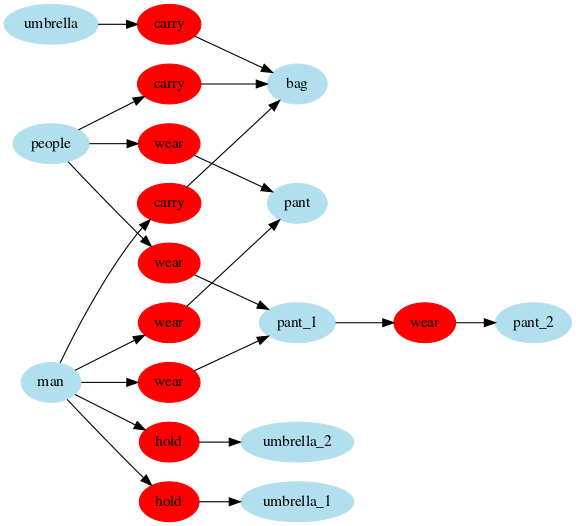 umbrella carry
carry bag
people wear
carry pant
wear
wear pant_1 wear pant_2
man wear
hold umbrella_2
hold umbrella_1